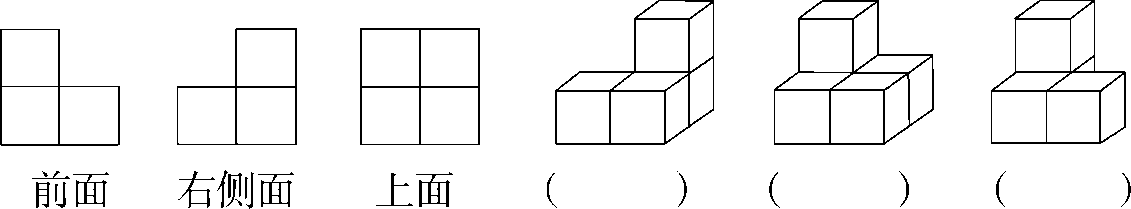 前面 右侧面 上面 (　　) (　　) (　　)